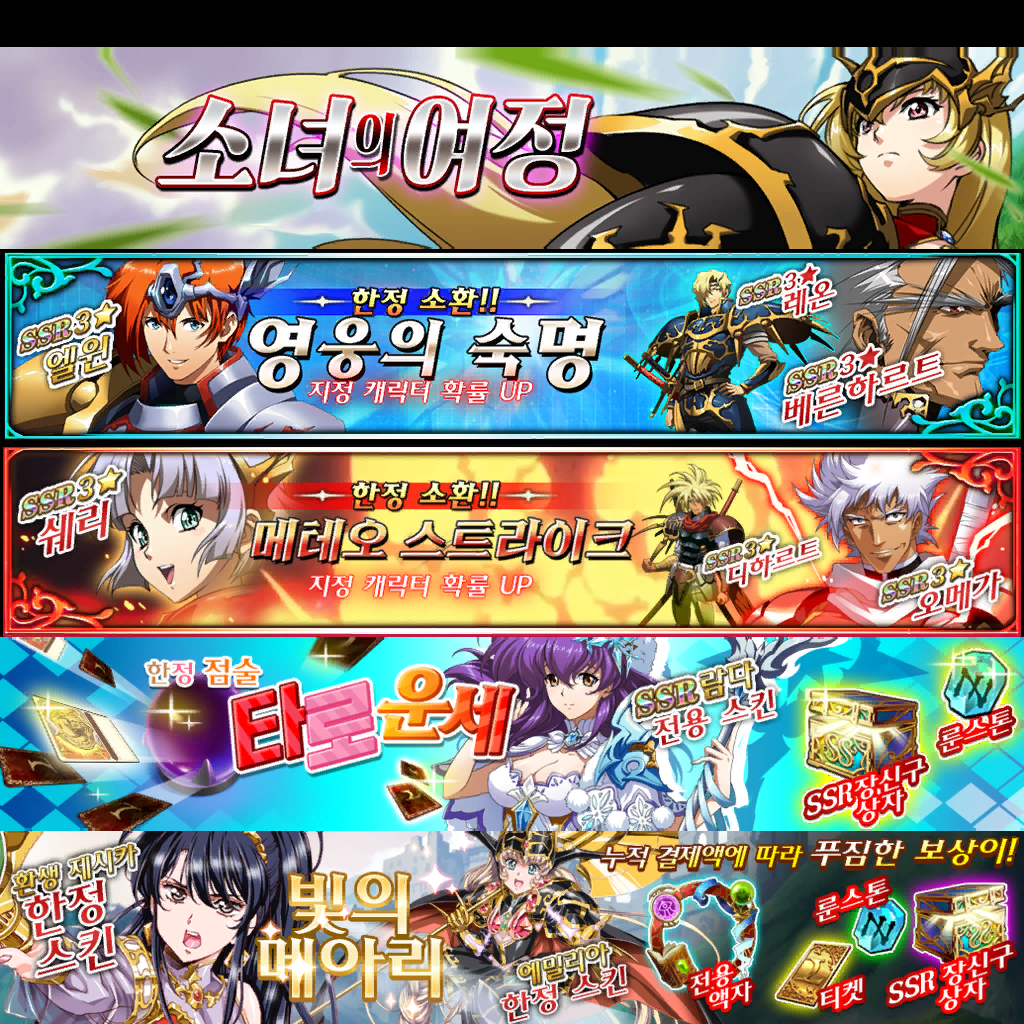 소녀의 여정
SSR 3★
엘윈
한정 소환!!
영웅의 숙명
지정 캐릭터 확률 UP
SSR 3★
레온
SSR 3★
베른하르트
SSR 3★
쉐리
한정 소환!!
메테오 스트라이크
지정 캐릭터 확률 UP
SSR 3★
디하르트
SSR 3★
오메가
한정 점술
타로 운세
SSR 람다
전용 스킨
SSR
SSR 장신구
상자
룬스톤
환생 제시카
한정
스킨
빛의
메아리
에밀리아
한정 스킨
누적 결제액에 따라 푸짐한 보상이!
전용
액자
룬스톤
티켓
SSR 장신구
상자